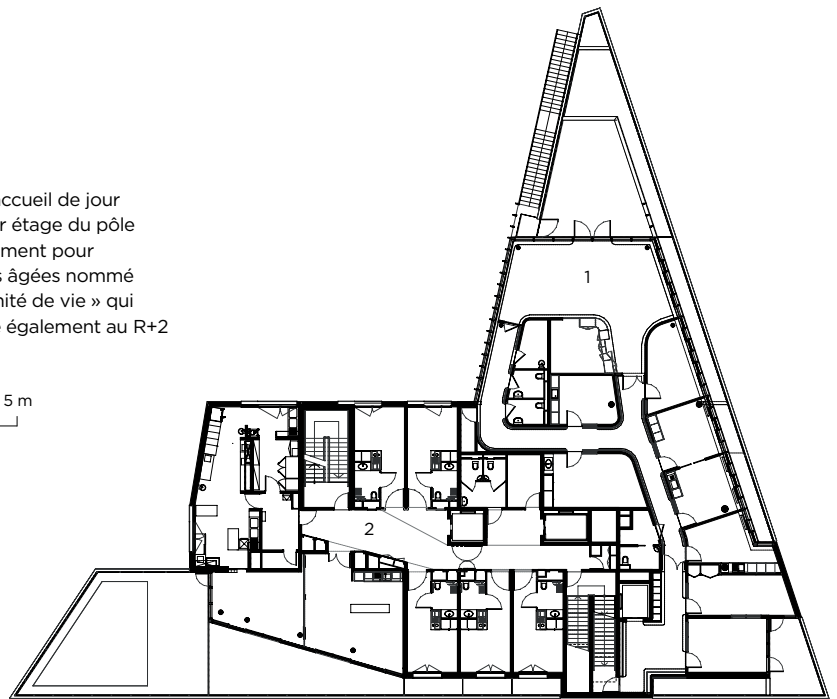 ccueil de jour
r étage du pôle
ment pour
s âgées nommé
nité de vie » qui
également au R+2
5 m
1
2